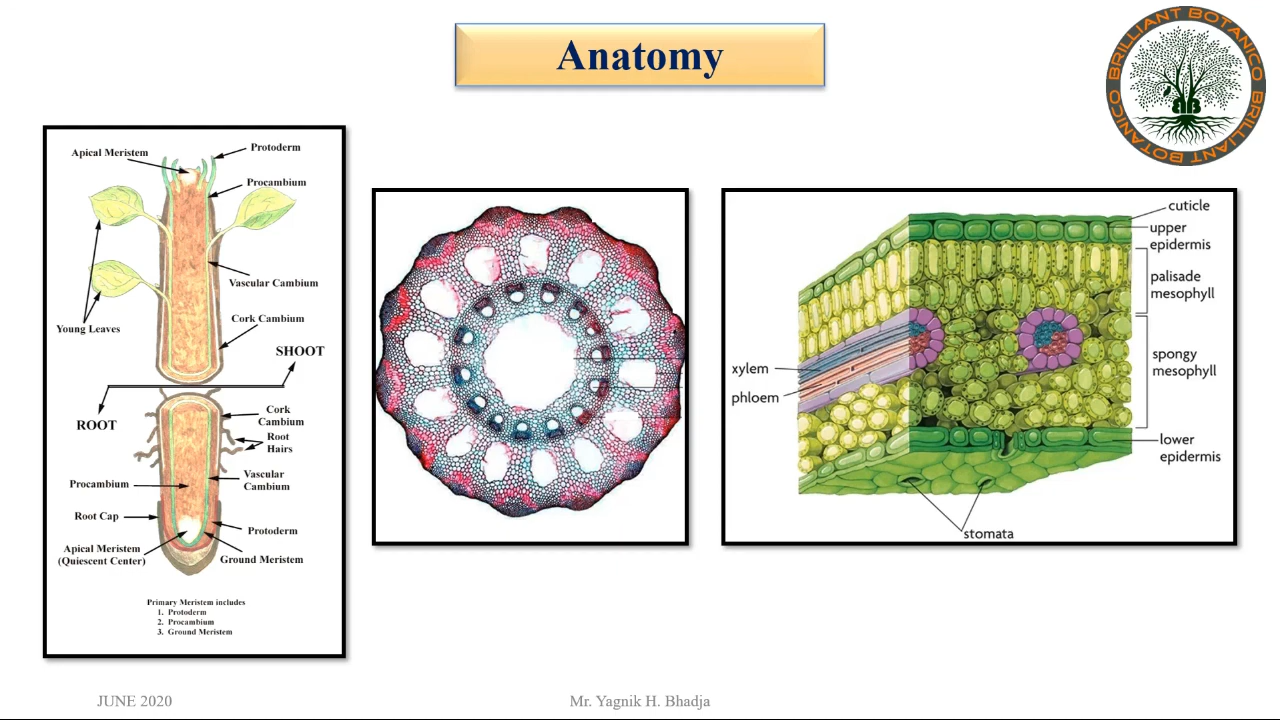 Anatomy
BRILLIANT BOTANICO BRILLIANT BOTANICO
BB
Apical Meristem
Protoderm
Procambium
Vascular Cambium
Cork Cambium
Young Leaves
SHOOT
ROOT
Cork
Cambium
Root
Hairs
Vascular
Cambium
Procambium
Root Cap
Protoderm
Apical Meristem
(Quiescent Center)
Ground Meristem
Primary Meristem includes
1. Protoderm
2. Procambium
3. Ground Meristem
cuticle
upper
epidermis
palisade
mesophyll
spongy
mesophyll
xylem
phloem
lower
epidermis
stomata
JUNE 2020
Mr. Yagnik H. Bhadja